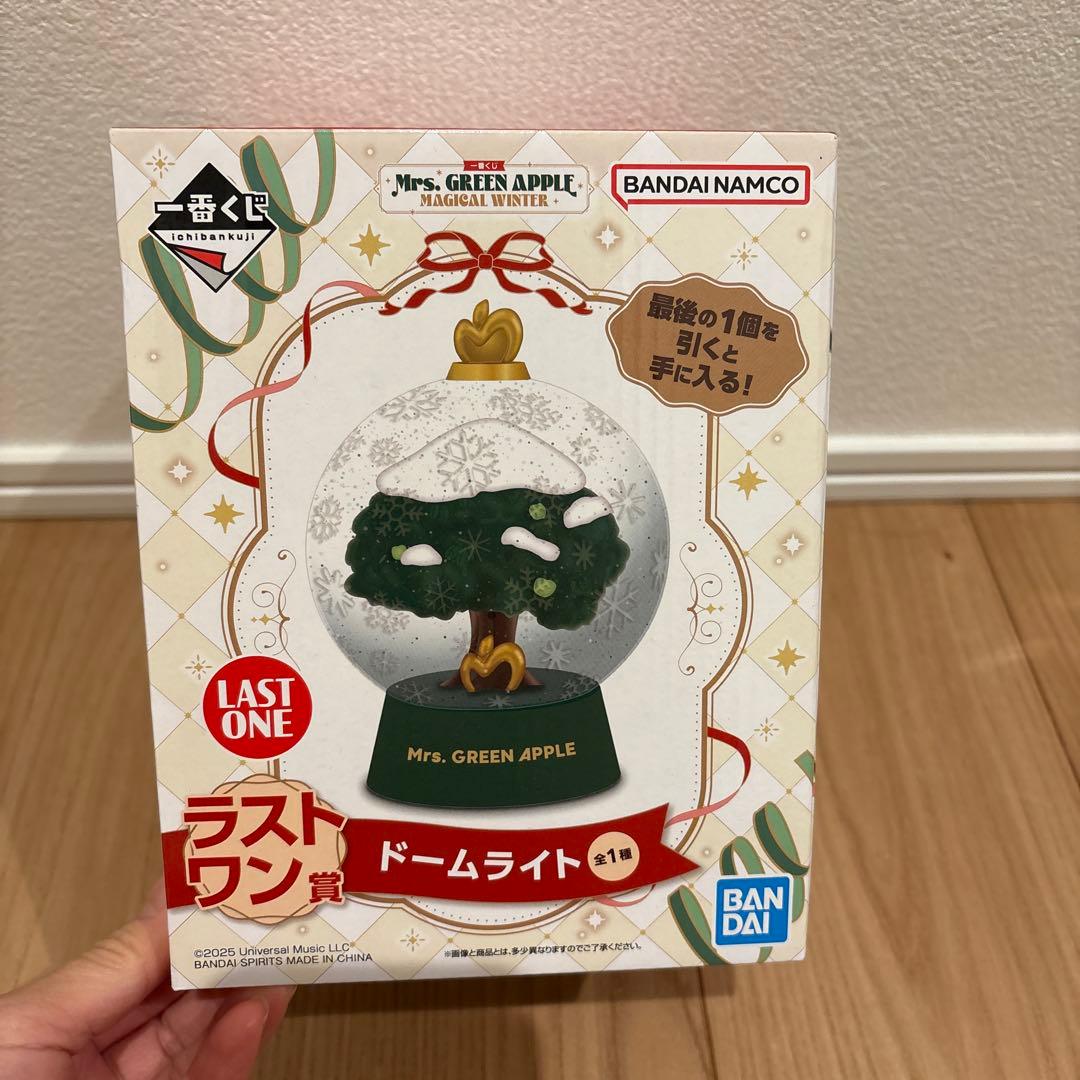 一番くじ
ichibankuji
一番くじ
Mrs. GREEN APPLE
MAGICAL WINTER
BANDAI NAMCO
最後の1個を
引くと
手に入る!
Mrs. GREEN APPLE
LAST
ONE
ラスト
ワン賞
ドームライト 全1種
BAN
DAI
©2025 Universal Music LLC
BANDAI SPIRITS MADE IN CHINA
※画像と商品とは、多少異なりますのでご了承ください。